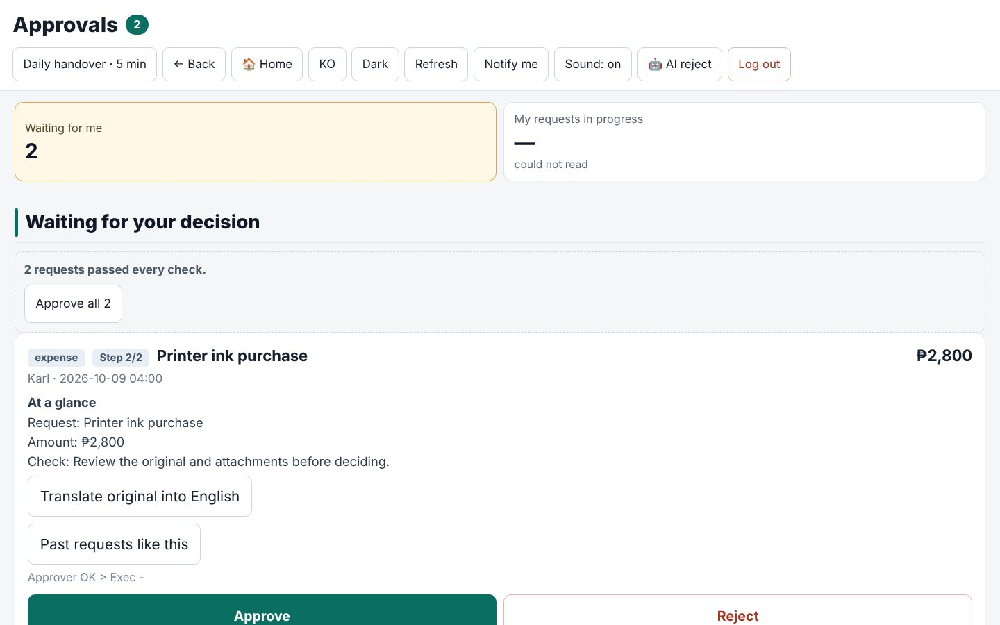 Approvals 2
Daily handover · 5 min
← Back
🏠 Home
KO
Dark
Refresh
Notify me
Sound: on
🤖 AI reject
Log out
Waiting for me
2
My requests in progress
—
could not read
Waiting for your decision
2 requests passed every check.
Approve all 2
expense Step 2/2 Printer ink purchase ₱2,800
Karl · 2026-10-09 04:00
At a glance
Request: Printer ink purchase
Amount: ₱2,800
Check: Review the original and attachments before deciding.
Translate original into English
Past requests like this
Approver OK > Exec -
Approve
Reject